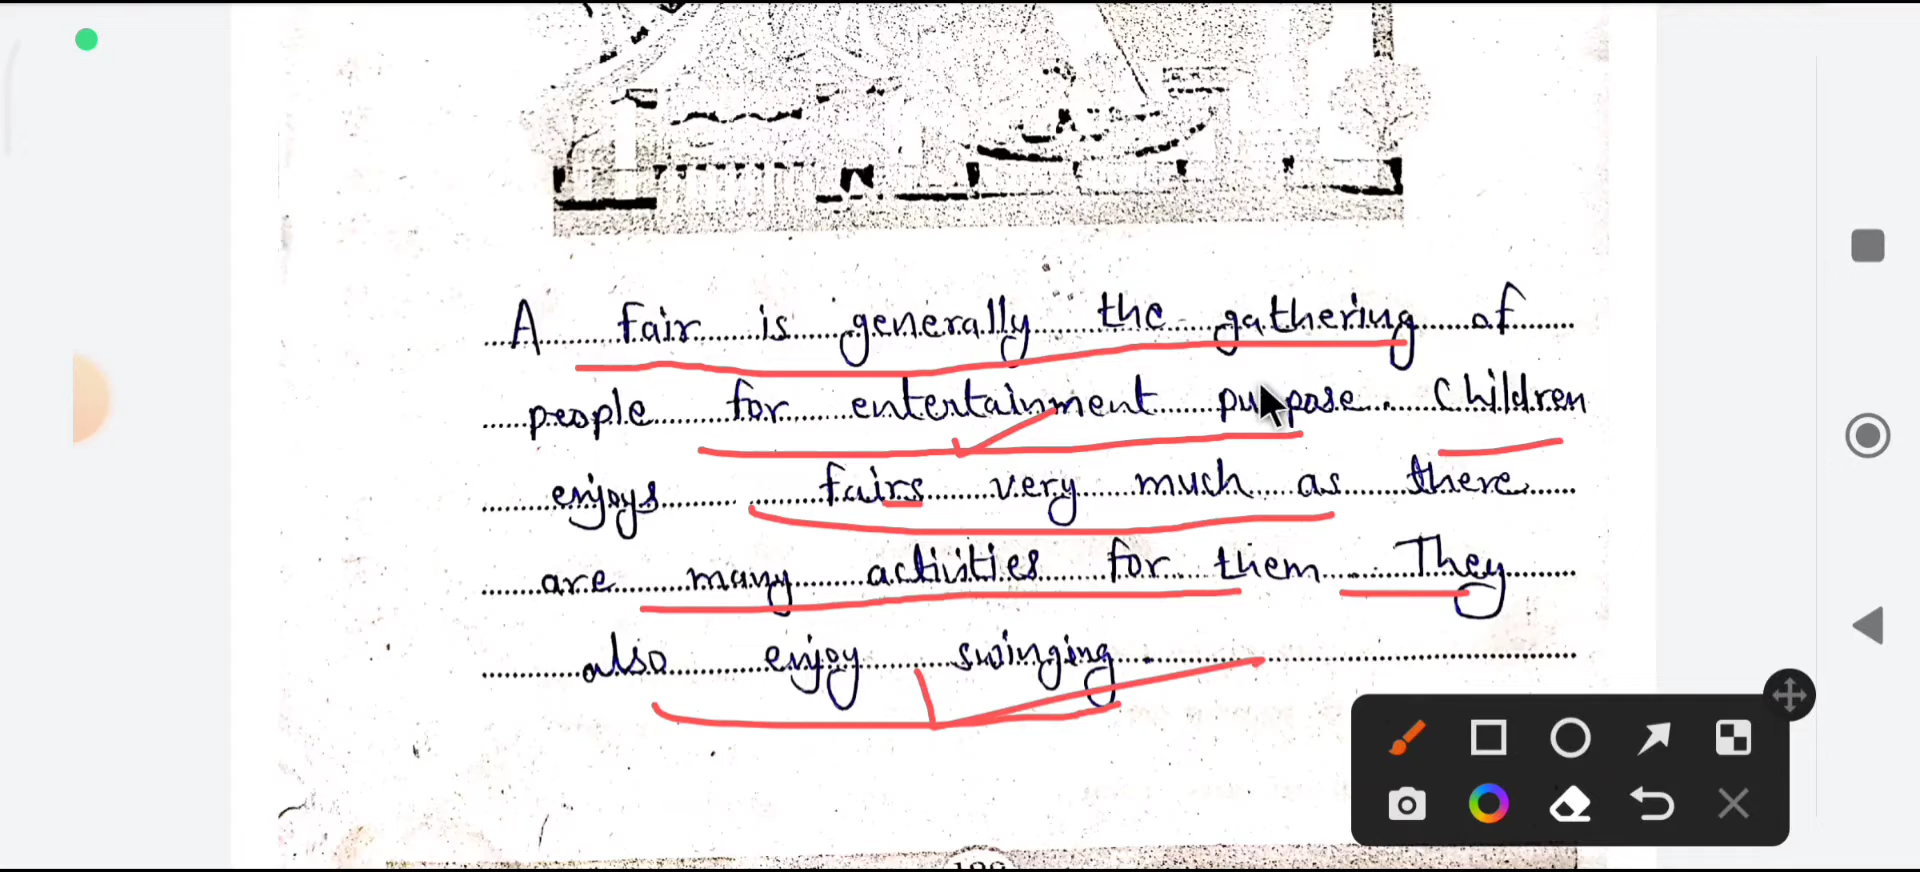 A fair is generally the gathering of
people for entertainment purpose. Children
enjoys fairs very much as there
are many activities for them. They
also enjoy swinging.